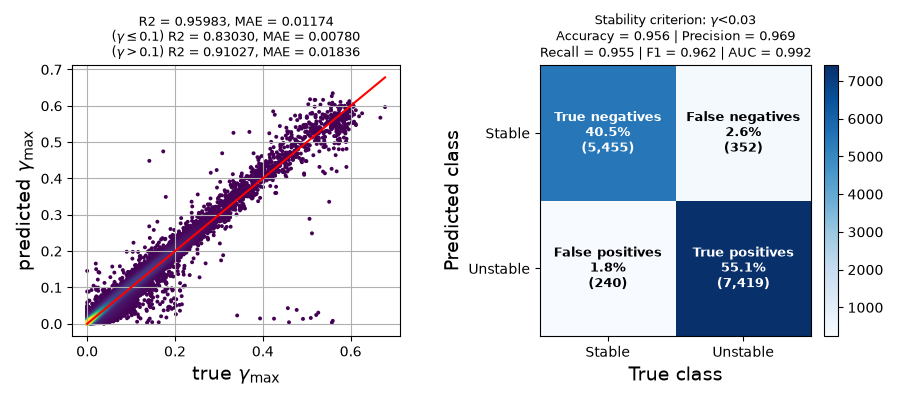 R2 = 0.95983, MAE = 0.01174
(γ ≤ 0.1) R2 = 0.83030, MAE = 0.00780
(γ > 0.1) R2 = 0.91027, MAE = 0.01836
0.7
0.6
0.5
0.4
0.3
0.2
0.1
0.0
predicted γmax
0.0 0.2 0.4 0.6
true γmax
Stability criterion: γ<0.03
Accuracy = 0.956 | Precision = 0.969
Recall = 0.955 | F1 = 0.962 | AUC = 0.992
Predicted class
Stable
Unstable
True negatives
40.5%
(5,455)
False negatives
2.6%
(352)
False positives
1.8%
(240)
True positives
55.1%
(7,419)
Stable Unstable
True class
7000
6000
5000
4000
3000
2000
1000